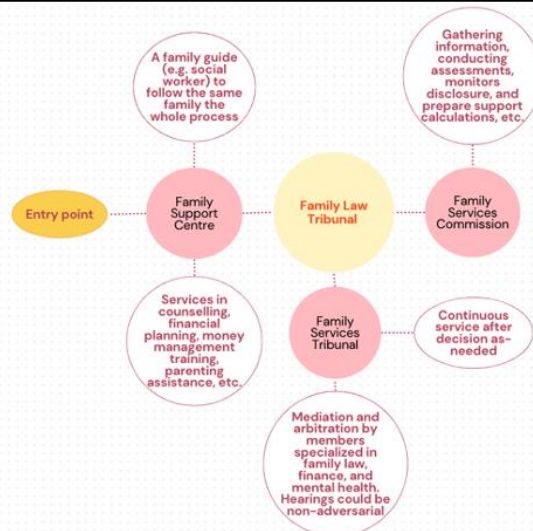 A family guide
(e.g. social
worker) to
follow the same
family the
whole process
Gathering
information,
conducting
assessments,
monitors
disclosure, and
prepare support
calculations, etc.
Entry point
Family
Support
Centre
Family Law
Tribunal
Family
Services
Commission
Services in
counselling,
financial
planning, money
management
training,
parenting
assistance, etc.
Family
Services
Tribunal
Continuous
service after
decision as-
needed
Mediation and
arbitration by
members
specialized in
family law,
finance, and
mental health.
Hearings could be
non-adversarial